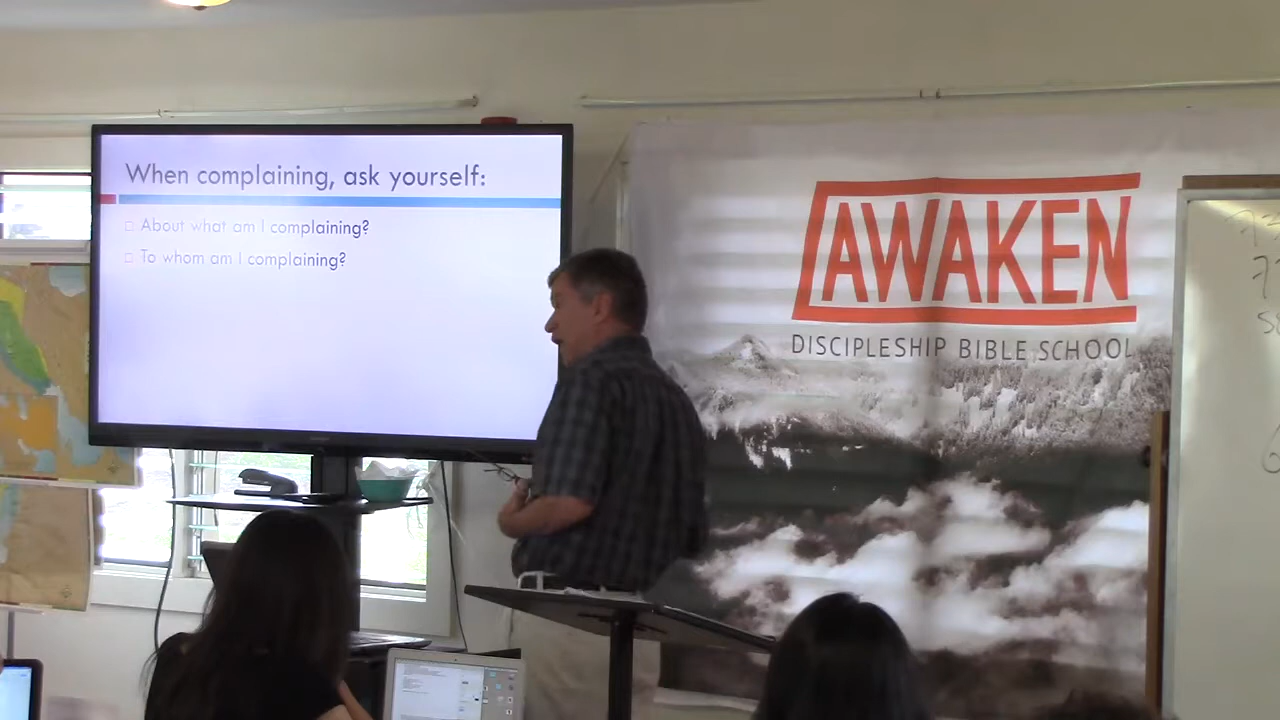 When complaining, ask yourself:
About what am I complaining?
To whom am I complaining?
AWAKEN
DISCIPLESHIP BIBLE SCHOOL